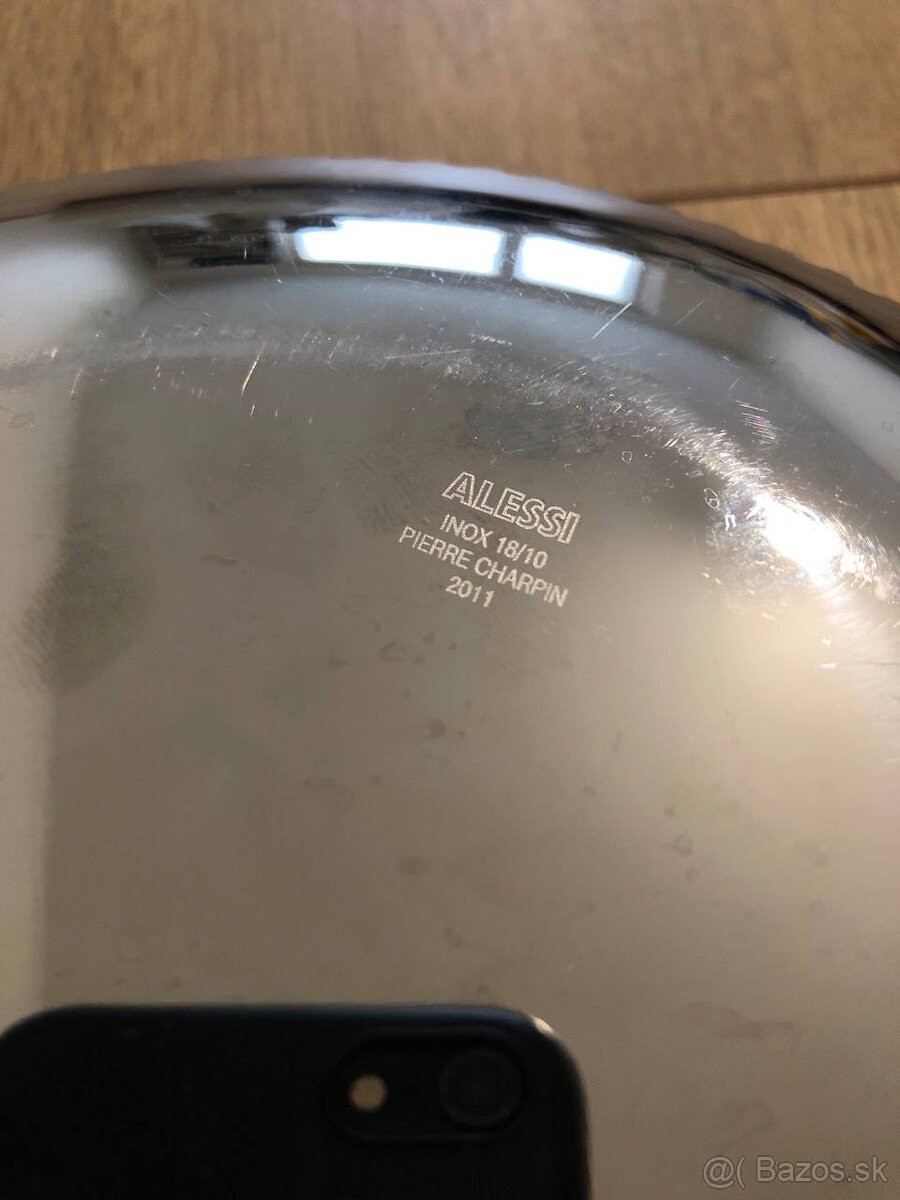 ALESSI
INOX 18/10
PIERRE CHARPIN
2011
@( Bazos.sk